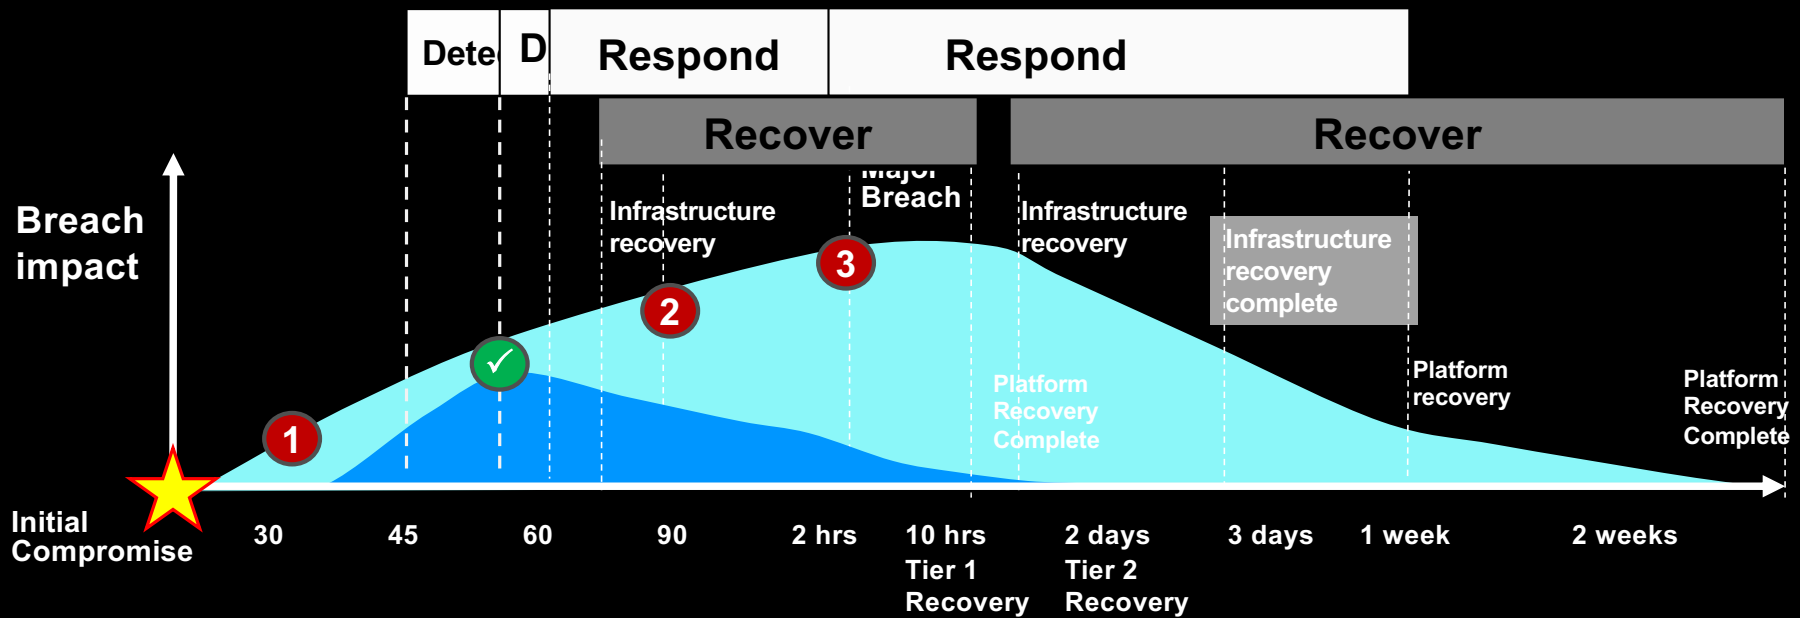 Dete
D
Respond
Respond
Recover
Recover
Breach
impact
Infrastructure
recovery
Major
Breach
Infrastructure
recovery
Infrastructure
recovery
complete
1
✓
2
3
Platform
Recovery
Complete
Platform
recovery
Platform
Recovery
Complete
Initial
Compromise
30
45
60
90
2 hrs
10 hrs
Tier 1
Recovery
2 days
Tier 2
Recovery
3 days
1 week
2 weeks